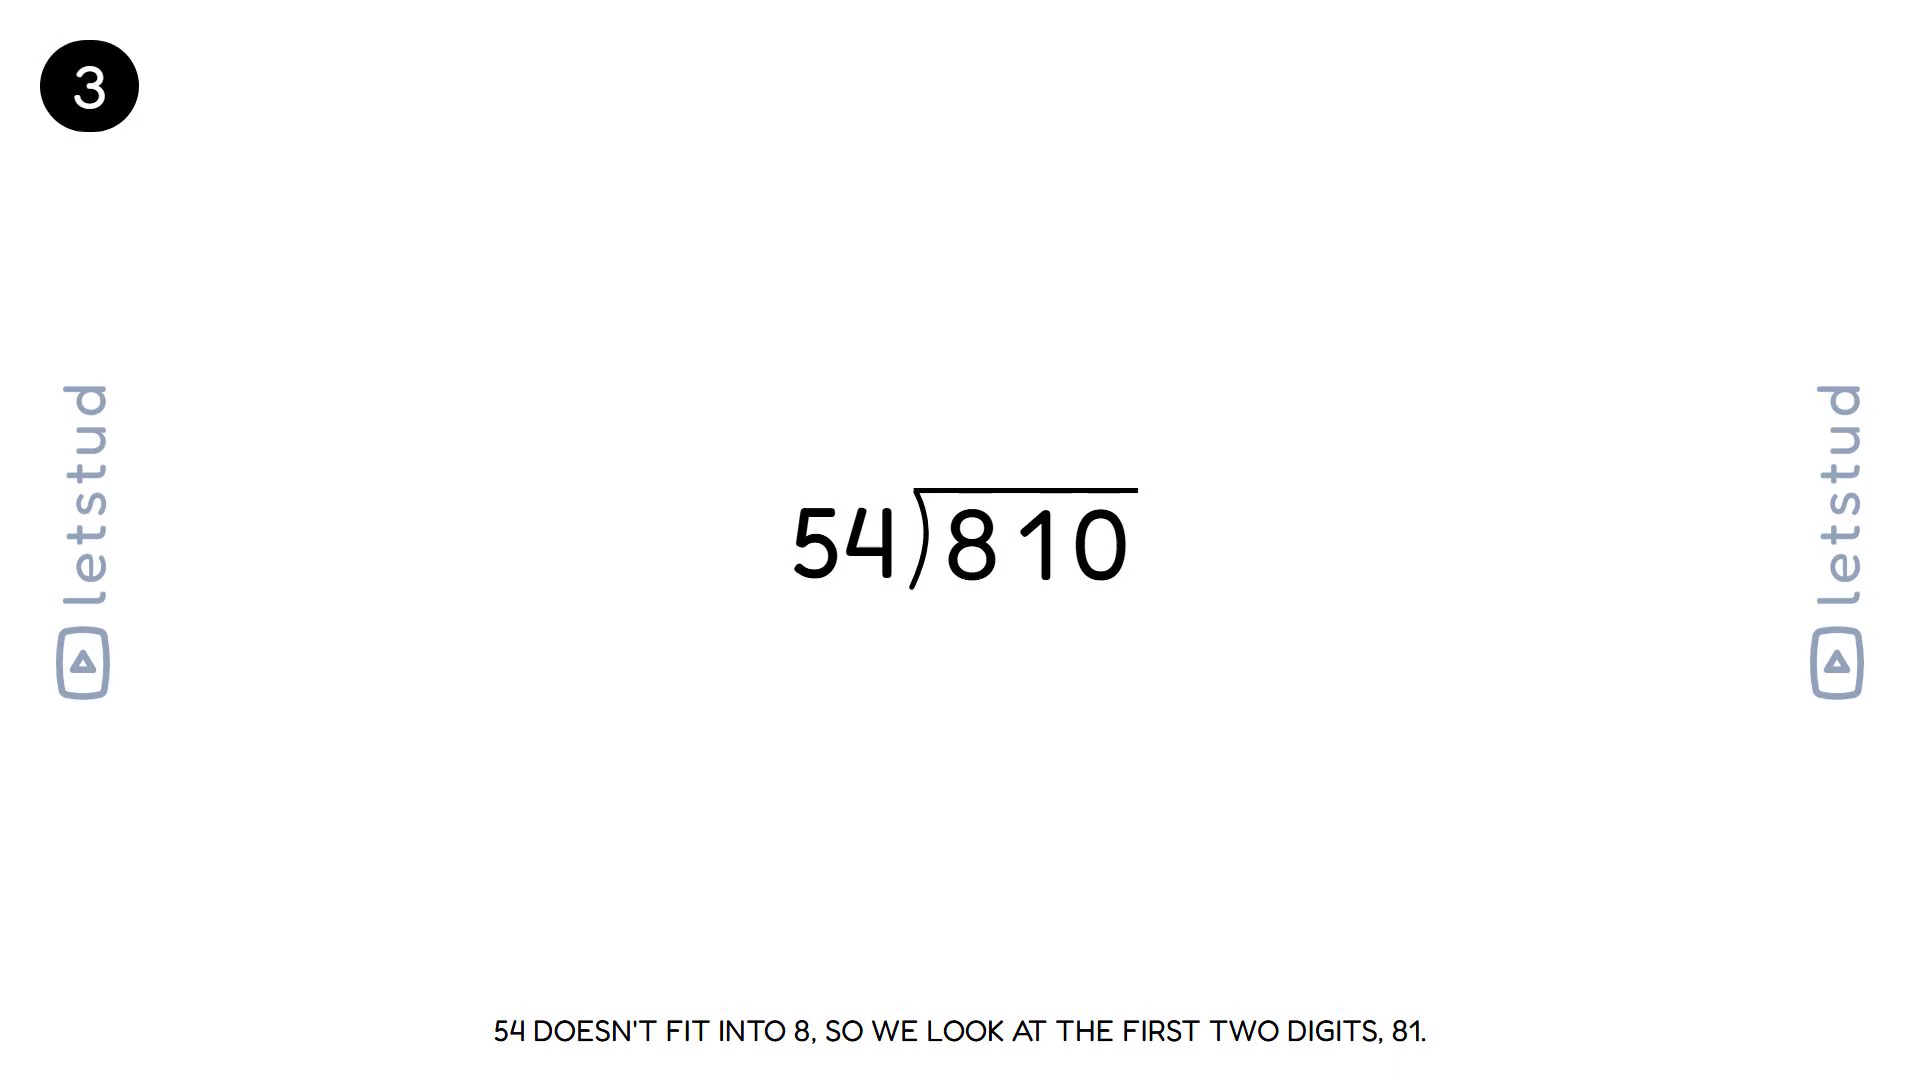 3
letstud
54)810
letstud
54 DOESN'T FIT INTO 8, SO WE LOOK AT THE FIRST TWO DIGITS, 81.